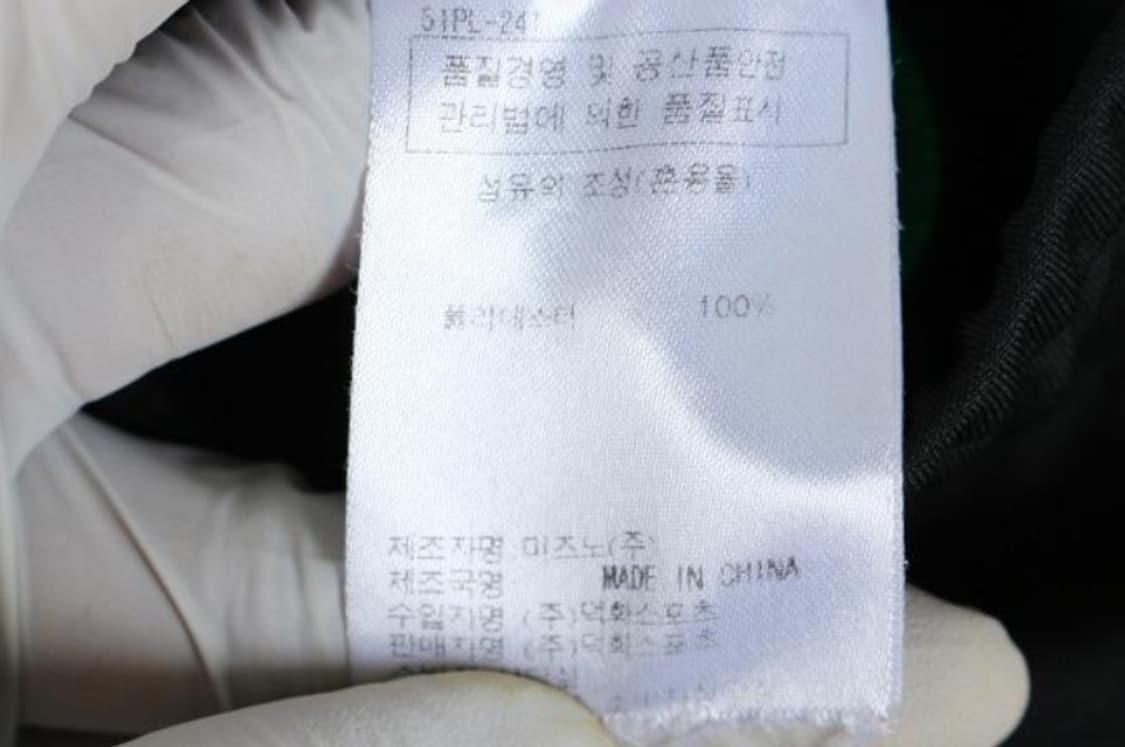 51PL-241
품질경영 및 공산품안전
관리법에 의한 품질표시
섬유의 조성(혼용율)
폴리에스터 100%
제조자명 미즈노(주)
제조국명 MADE IN CHINA
수입자명 (주)덕화스포츠
판매자명 (주)덕화스포츠